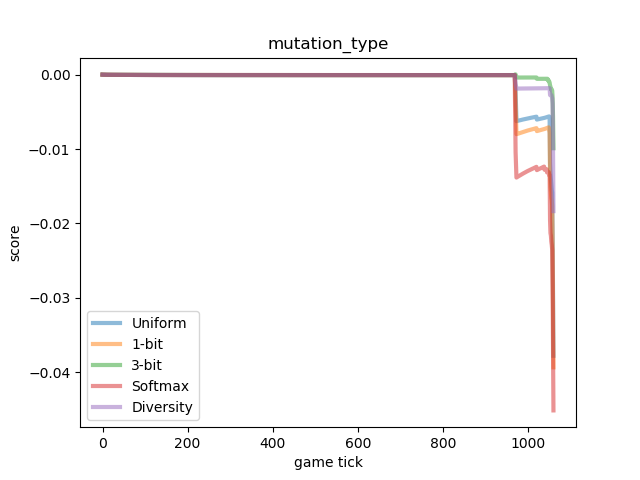 mutation_type
0.00
−0.01
−0.02
−0.03
−0.04
score
Uniform
1-bit
3-bit
Softmax
Diversity
0 200 400 600 800 1000
game tick